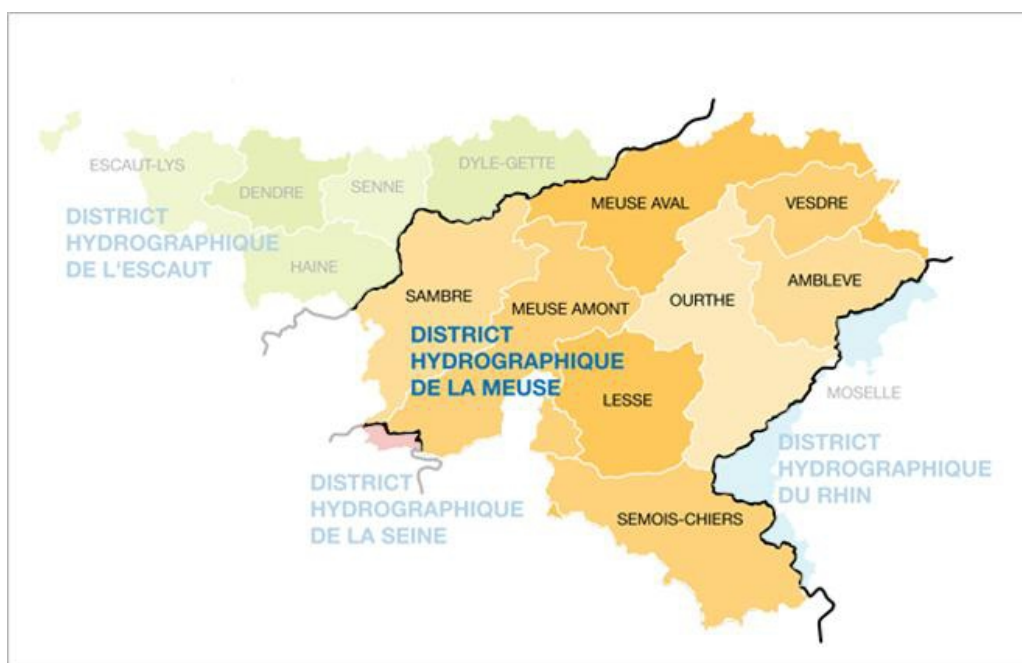 ESCAUT-LYS
DENDRE
SENNE
DYLE-GETTE
HAINE
DISTRICT
HYDROGRAPHIQUE
DE L'ESCAUT
MEUSE AVAL
VESDRE
AMBLEVE
OURTHE
SAMBRE
MEUSE AMONT
DISTRICT
HYDROGRAPHIQUE
DE LA MEUSE
LESSE
MOSELLE
DISTRICT
HYDROGRAPHIQUE
DU RHIN
DISTRICT
HYDROGRAPHIQUE
DE LA SEINE
SEMOIS-CHIERS